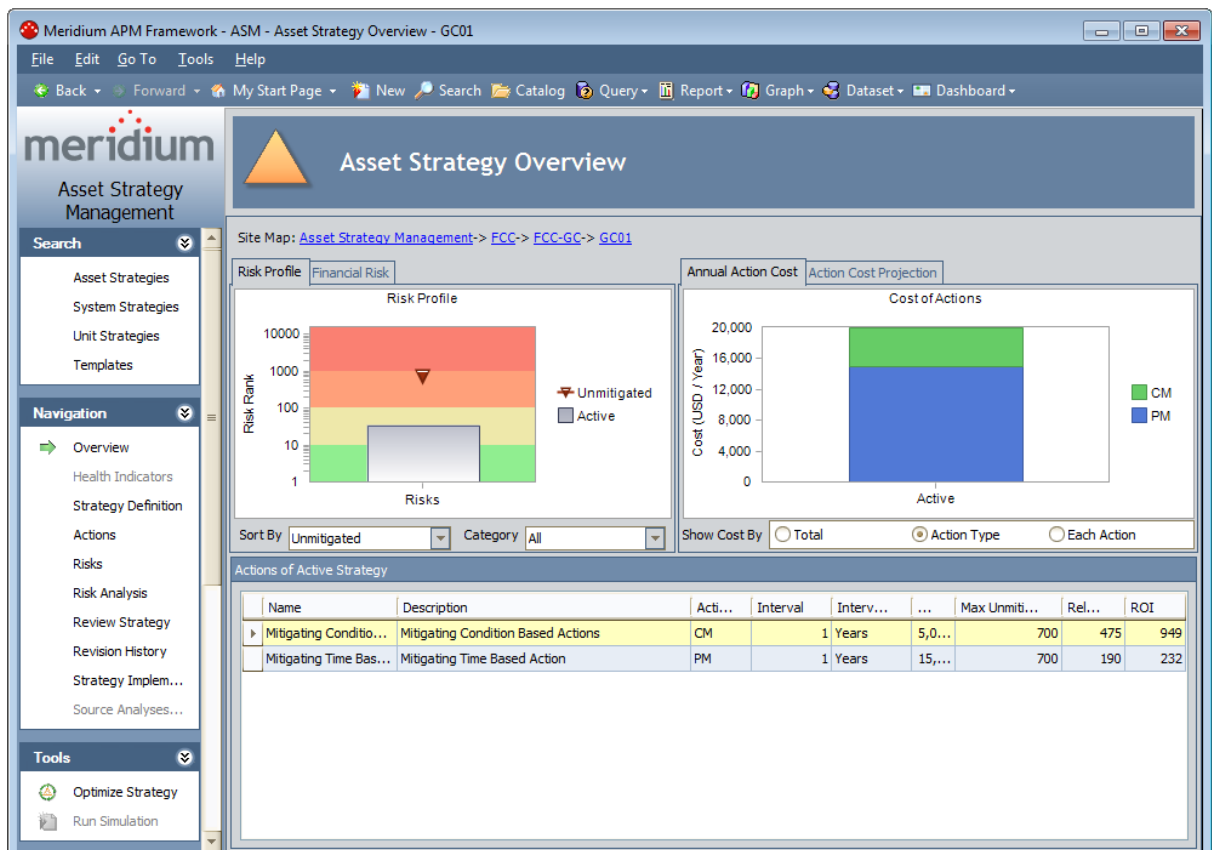 Meridium APM Framework - ASM - Asset Strategy Overview - GC01
File Edit Go To Tools Help
Back Forward My Start Page New Search Catalog Query Report Graph Dataset Dashboard
meridium
Asset Strategy
Management
Search
Asset Strategies
System Strategies
Unit Strategies
Templates
Navigation
Overview
Health Indicators
Strategy Definition
Actions
Risks
Risk Analysis
Review Strategy
Revision History
Strategy Implem...
Source Analyses...
Tools
Optimize Strategy
Run Simulation
Asset Strategy Overview
Site Map: Asset Strategy Management-> FCC-> FCC-GC-> GC01
Risk Profile Financial Risk
Risk Profile
Risk Rank
10000
1000
100
10
1
Risks
Unmitigated
Active
Sort By Unmitigated Category All
Annual Action Cost Action Cost Projection
Cost of Actions
Cost (USD / Year)
20,000
16,000
12,000
8,000
4,000
0
Active
CM
PM
Show Cost By Total Action Type Each Action
Actions of Active Strategy
Name Description Acti... Interval Interv... ... Max Unmiti... Rel... ROI
Mitigating Conditio... Mitigating Condition Based Actions CM 1 Years 5,0... 700 475 949
Mitigating Time Bas... Mitigating Time Based Action PM 1 Years 15,... 700 190 232